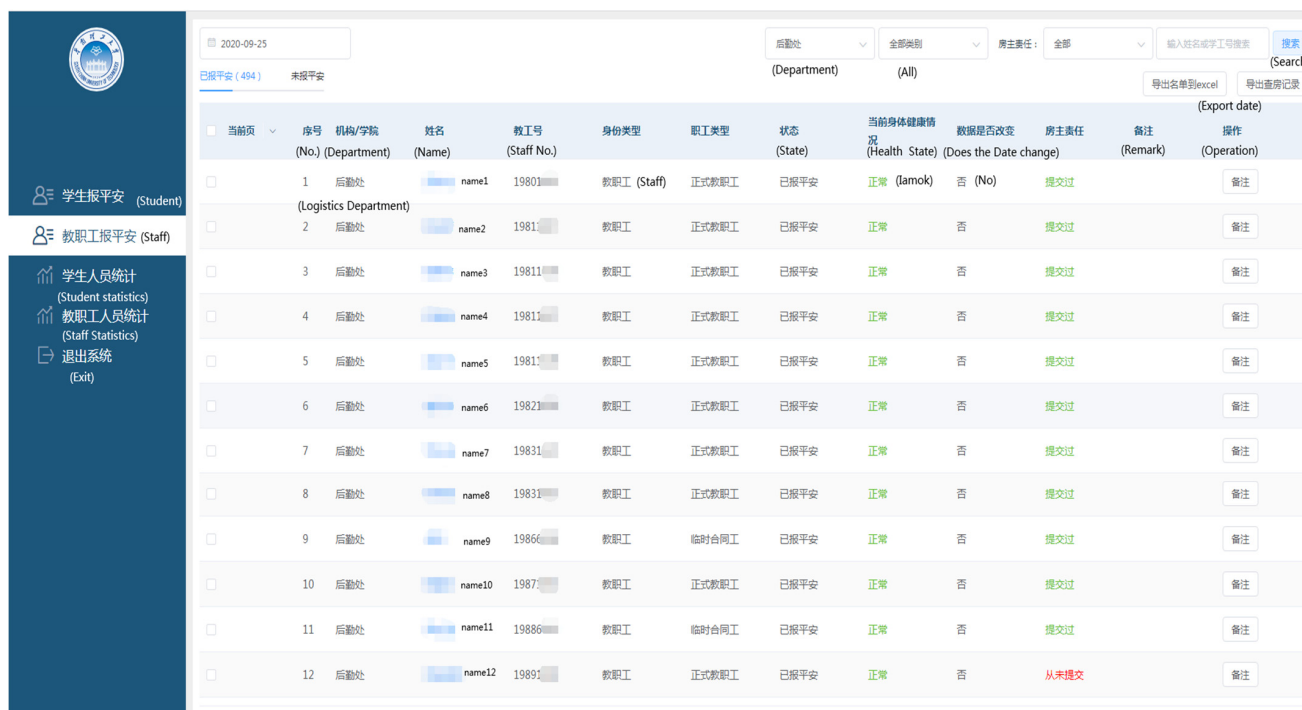 2020-09-25 后勤处 全部类别 房主责任： 全部 输入姓名或学工号搜索 搜索
(Department) (All) (Search
已报平安 ( 494 ) 未报平安 导出名单到excel 导出查房记录
(Export date)
当前页 序号 机构/学院 姓名 教工号 身份类型 职工类型 状态 当前身体健康情况 数据是否改变 房主责任 备注 操作
(No.) (Department) (Name) (Staff No.) (State) (Health State) (Does the Date change) (Remark) (Operation)
1 后勤处 name1 19801 教职工 (Staff) 正式教职工 已报平安 正常 (Iamok) 否 (No) 提交过 备注
(Logistics Department)
2 后勤处 name2 1981 教职工 正式教职工 已报平安 正常 否 提交过 备注
3 后勤处 name3 19811 教职工 正式教职工 已报平安 正常 否 提交过 备注
4 后勤处 name4 19811 教职工 正式教职工 已报平安 正常 否 提交过 备注
5 后勤处 name5 1981 教职工 正式教职工 已报平安 正常 否 提交过 备注
6 后勤处 name6 19821 教职工 正式教职工 已报平安 正常 否 提交过 备注
7 后勤处 name7 19831 教职工 正式教职工 已报平安 正常 否 提交过 备注
8 后勤处 name8 19831 教职工 正式教职工 已报平安 正常 否 提交过 备注
9 后勤处 name9 19866 教职工 临时合同工 已报平安 正常 否 提交过 备注
10 后勤处 name10 1987 教职工 正式教职工 已报平安 正常 否 提交过 备注
11 后勤处 name11 19886 教职工 临时合同工 已报平安 正常 否 提交过 备注
12 后勤处 name12 19891 教职工 正式教职工 已报平安 正常 否 从未提交 备注
学生报平安 (Student)
教职工报平安 (Staff)
学生人员统计
(Student statistics)
教职工人员统计
(Staff Statistics)
退出系统
(Exit)